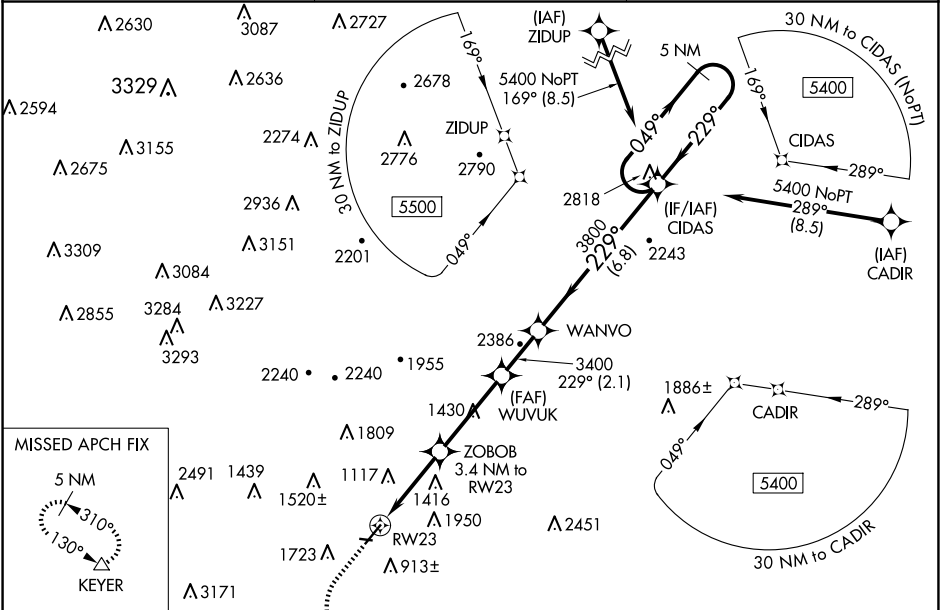 2630
3087
2727
(IAF)
ZIDUP
30 NM to CIDAS (NoPT)
5 NM
5400 NoPT
169° (8.5)
3329
2636
2678
169°
169°
5400
2594
30 NM to ZIDUP
ZIDUP
049°
229°
CIDAS
3155
2274
2776
2790
2675
289°
2818
(IF/IAF)
CIDAS
5400 NoPT
289°
(8.5)
2936
5500
3309
3151
2201
049°
3800
229°
(6.8)
2243
(IAF)
CADIR
3084
3227
2855
3284
3293
WANVO
2386
1955
3400
229° (2.1)
2240
2240
(FAF)
WUVUK
1886±
CADIR
289°
1430
1809
049°
MISSED APCH FIX
5 NM
310°
130°
KEYER
ZOBOB
3.4 NM to
RW23
2491
1439
1520±
1117
1416
5400
1950
2451
RW23
1723
913±
30 NM to CADIR
3171